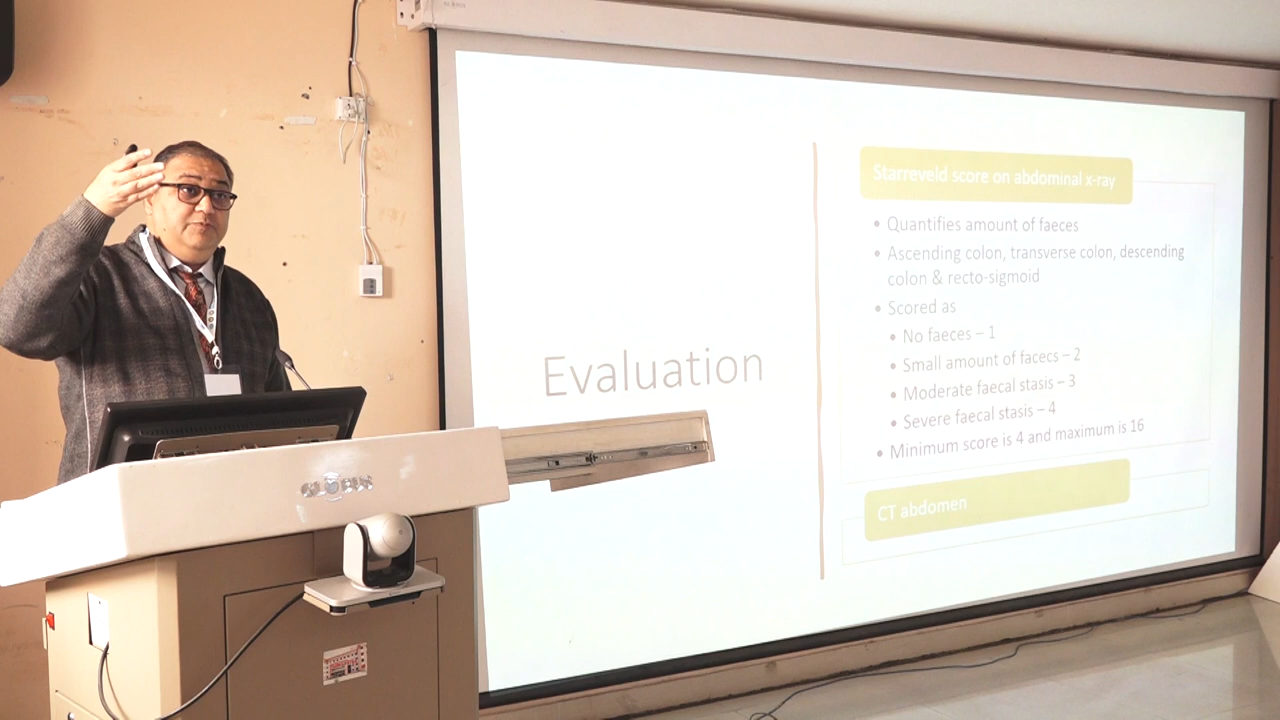 Evaluation
Starreveld score on abdominal x-ray
• Quantifies amount of faeces
• Ascending colon, transverse colon, descending
colon & recto-sigmoid
• Scored as
• No faeces – 1
• Small amount of facecs – 2
• Moderate faecal stasis – 3
• Severe faecal stasis – 4
• Minimum score is 4 and maximum is 16
CT abdomen